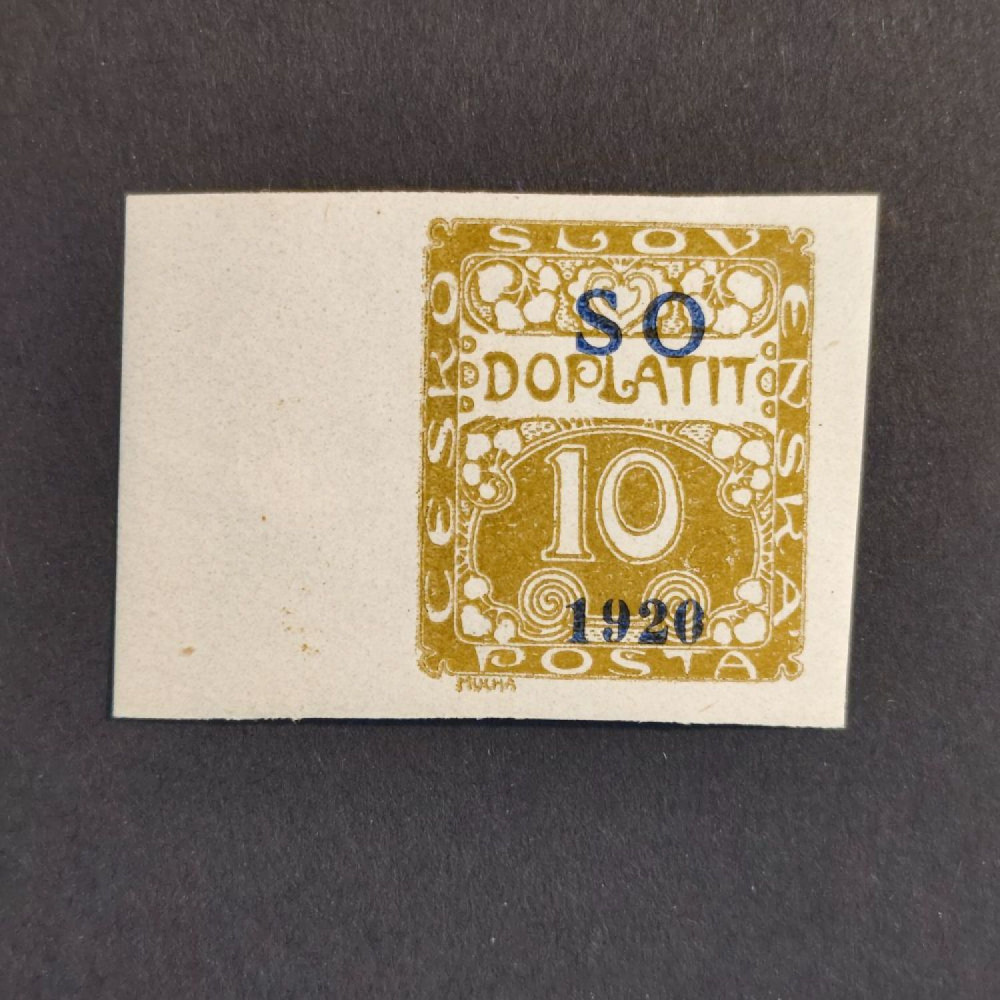 ČESKO
SLOV
ENSKÁ
SO
DOPLATIT
10
1920
POŠTA
MUCHA